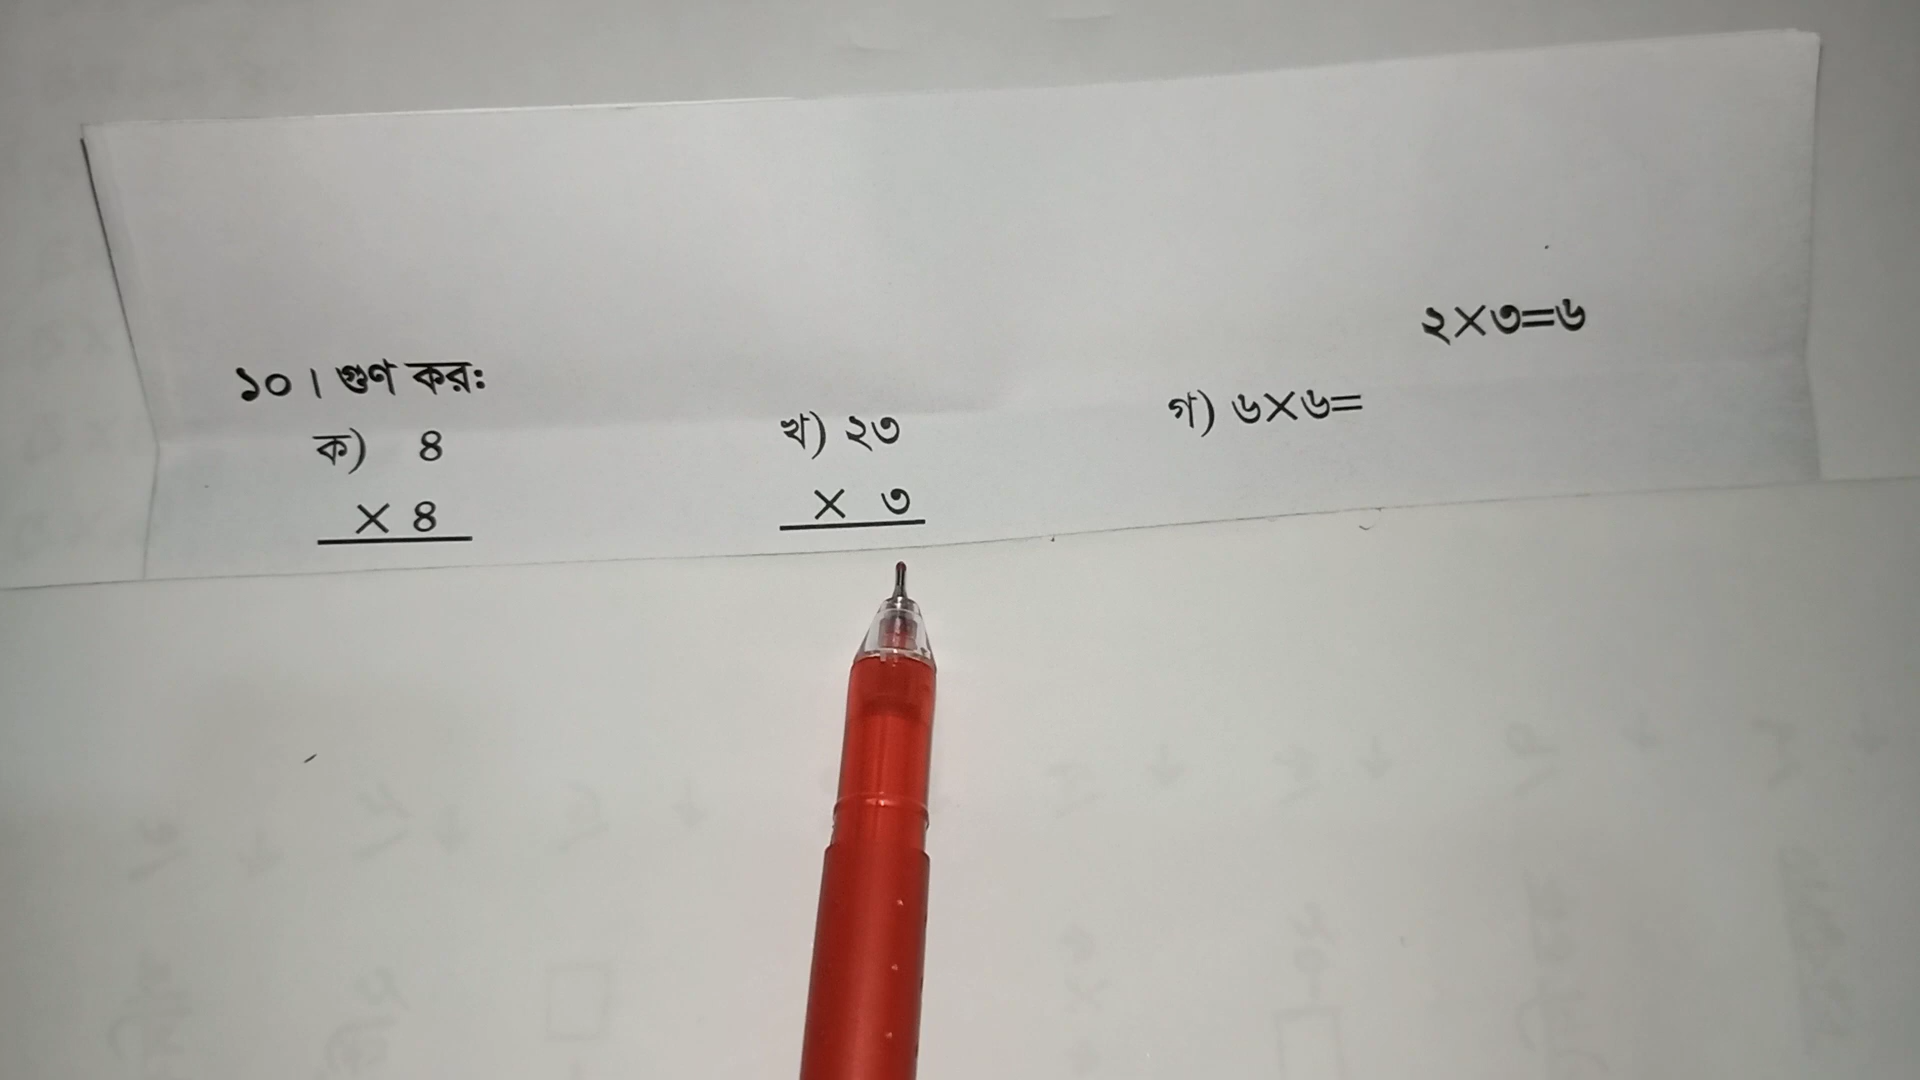 ২×৩=৬
১০। গুণ কর:
ক) ৪ খ) ২৩ গ) ৬×৬=
× ৪ × ৩